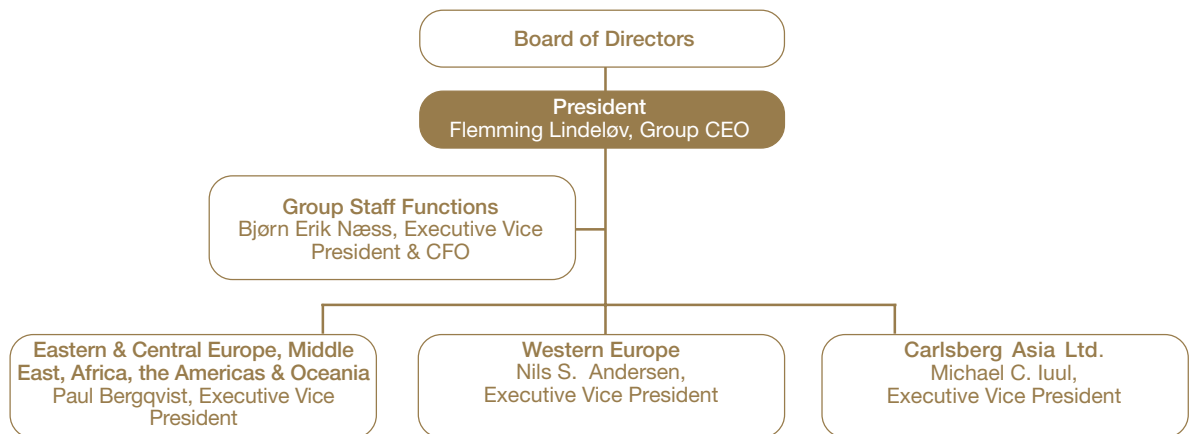 Board of Directors
President
Flemming Lindeløv, Group CEO
Group Staff Functions
Bjørn Erik Næss, Executive Vice
President & CFO
Eastern & Central Europe, Middle
East, Africa, the Americas & Oceania
Paul Bergqvist, Executive Vice
President
Western Europe
Nils S. Andersen,
Executive Vice President
Carlsberg Asia Ltd.
Michael C. Iuul,
Executive Vice President